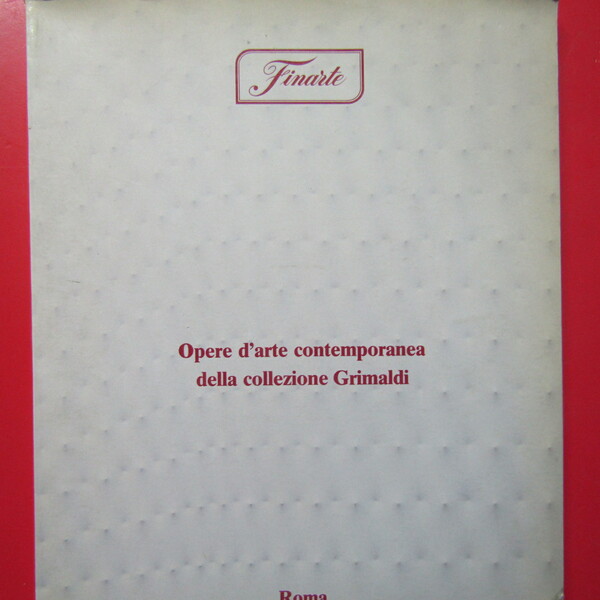 Finarte
Opere d'arte contemporanea
della collezione Grimaldi
Roma